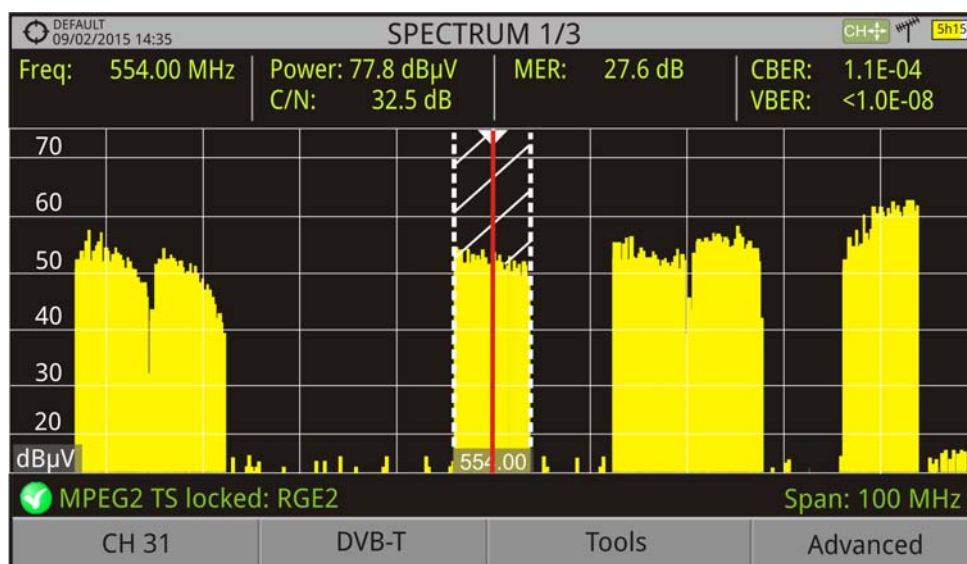 DEFAULT
09/02/2015 14:35
SPECTRUM 1/3
CH
5h15
Freq: 554.00 MHz
Power: 77.8 dBµV
C/N: 32.5 dB
MER: 27.6 dB
CBER: 1.1E-04
VBER: <1.0E-08
70
60
50
40
30
20
dBµV
554.00
MPEG2 TS locked: RGE2
Span: 100 MHz
CH 31
DVB-T
Tools
Advanced